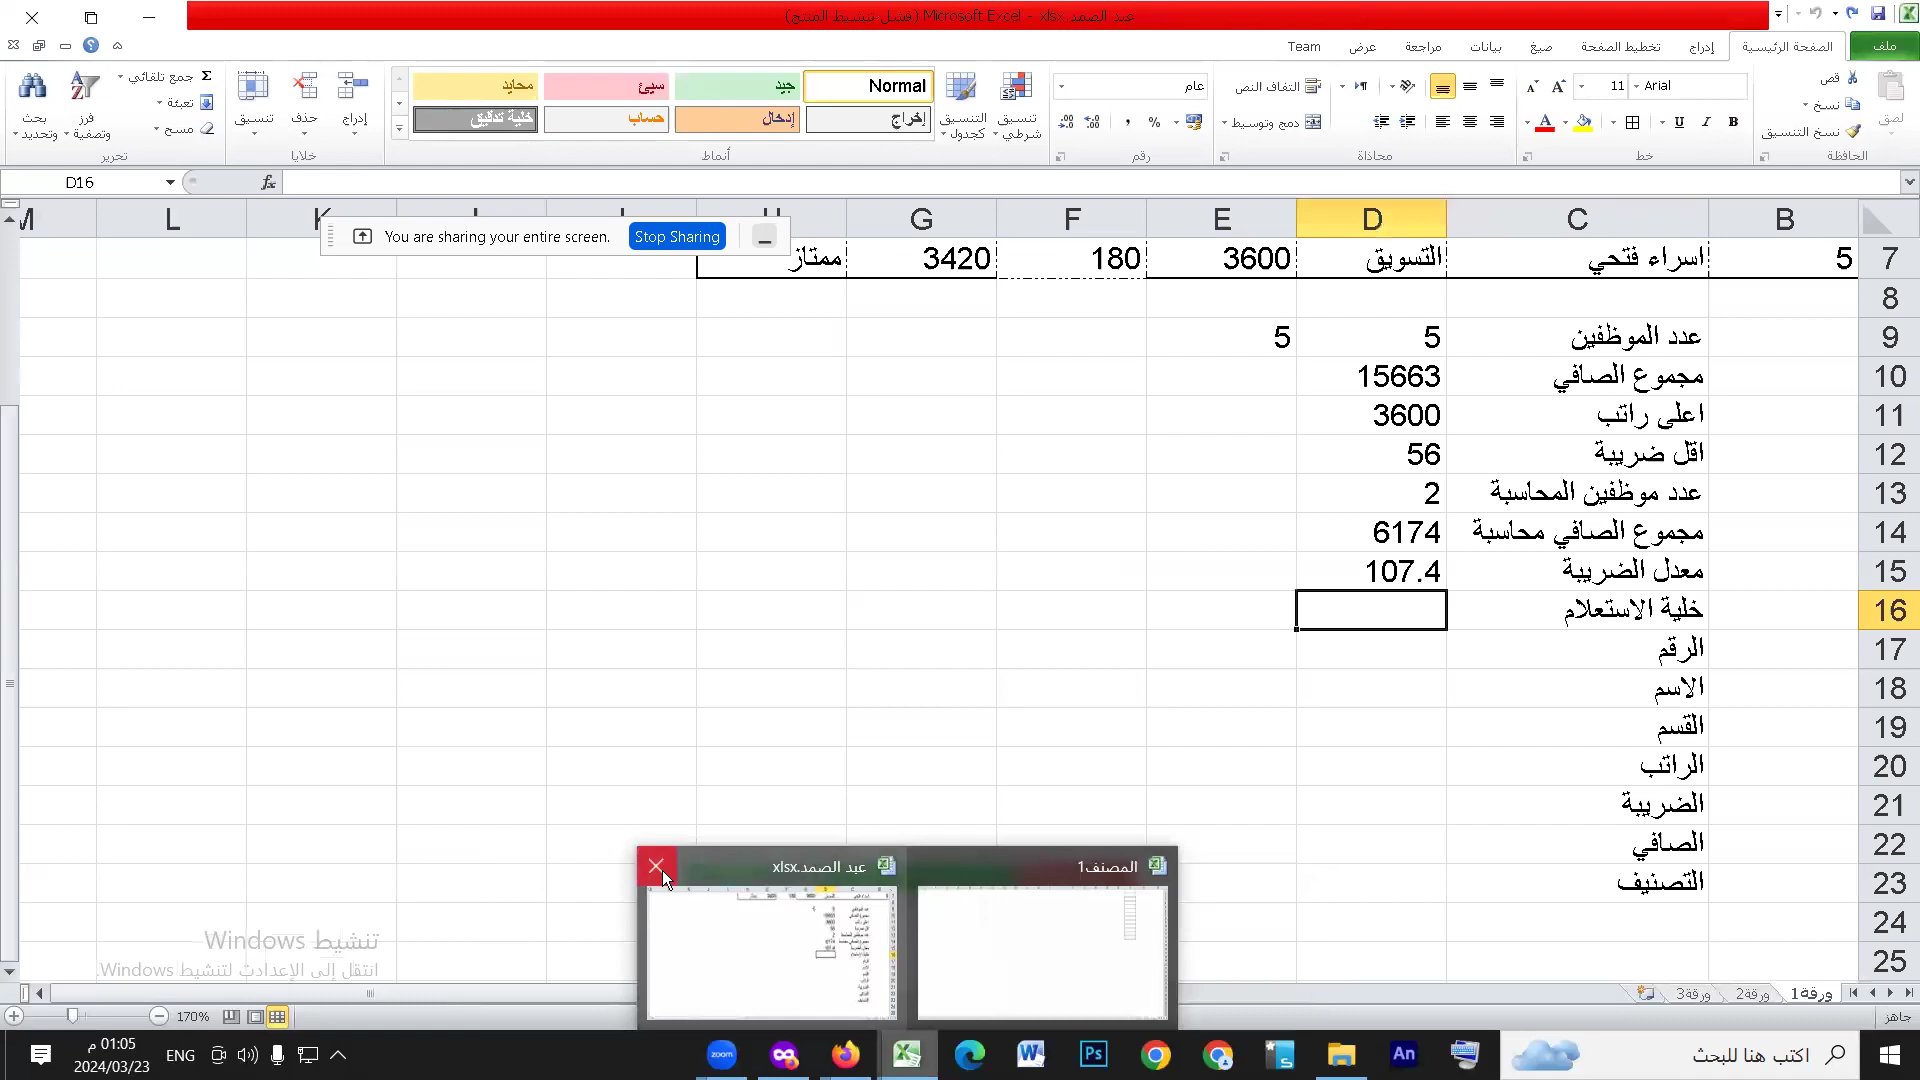 عبد الصمد.xlsx - Microsoft Excel (فشل تنشيط المنتج)
ملف الصفحة الرئيسية إدراج تخطيط الصفحة صيغ بيانات مراجعة عرض Team
لصق
قص
نسخ
نسخ التنسيق
الحافظة
Arial 11
B I U A
خط
التفاف النص
دمج وتوسيط
محاذاة
عام
%
رقم
تنسيق شرطي
التنسيق كجدول
Normal جيد سيئ محايد
إخراج إدخال حساب خلية تدقيق
أنماط
إدراج حذف تنسيق
خلايا
Σ جمع تلقائي
تعبئة
مسح
فرز وتصفية
بحث وتحديد
تحرير
D16
fx
B C D E F G
K L M
You are sharing your entire screen.
Stop Sharing
7 5 اسراء فتحي التسويق 3600 180 3420 ممتاز
8
9 عدد الموظفين 5 5
10 مجموع الصافي 15663
11 اعلى راتب 3600
12 اقل ضريبة 56
13 عدد موظفين المحاسبة 2
14 مجموع الصافي محاسبة 6174
15 معدل الضريبة 107.4
16 خلية الاستعلام
17 الرقم
18 الاسم
19 القسم
20 الراتب
21 الضريبة
22 الصافي
23 التصنيف
24
25
المصنف1
عبد الصمد.xlsx
تنشيط Windows
انتقل إلى الإعدادت لتنشيط Windows.
ورقة1 ورقة2 ورقة3
جاهز
170%
اكتب هنا للبحث
An
Ps
zoom
ENG
01:05 م
2024/03/23